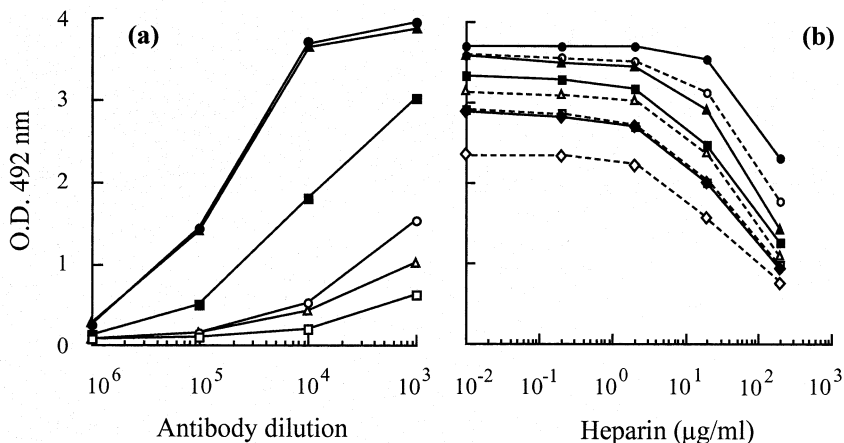 (a)
(b)
O.D. 492 nm
4
3
2
1
0
10^6 10^5 10^4 10^3
Antibody dilution
10^-2 10^-1 10^0 10^1 10^2 10^3
Heparin (µg/ml)